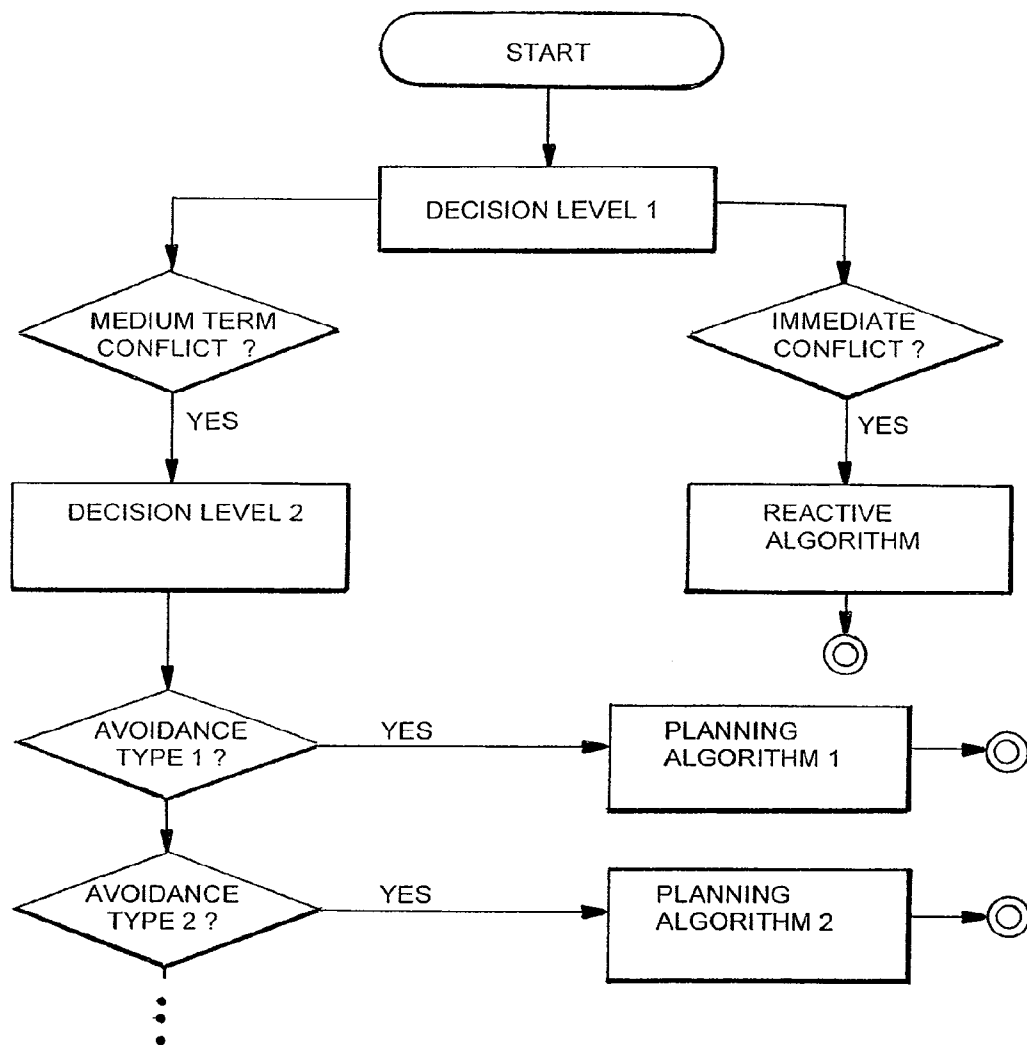 START
DECISION LEVEL 1
MEDIUM TERM
CONFLICT ?
IMMEDIATE
CONFLICT ?
YES
YES
DECISION LEVEL 2
REACTIVE
ALGORITHM
AVOIDANCE
TYPE 1 ?
YES
PLANNING
ALGORITHM 1
AVOIDANCE
TYPE 2 ?
YES
PLANNING
ALGORITHM 2